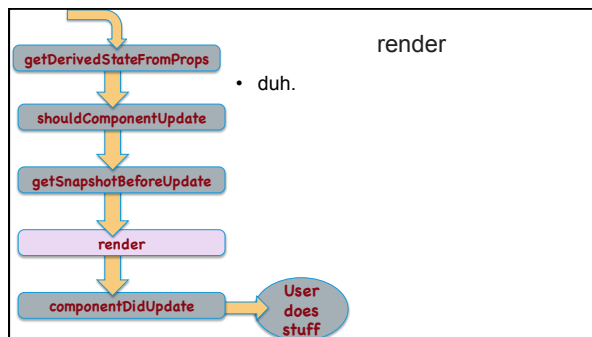 render
• duh.
getDerivedStateFromProps
shouldComponentUpdate
getSnapshotBeforeUpdate
render
componentDidUpdate
User
does
stuff